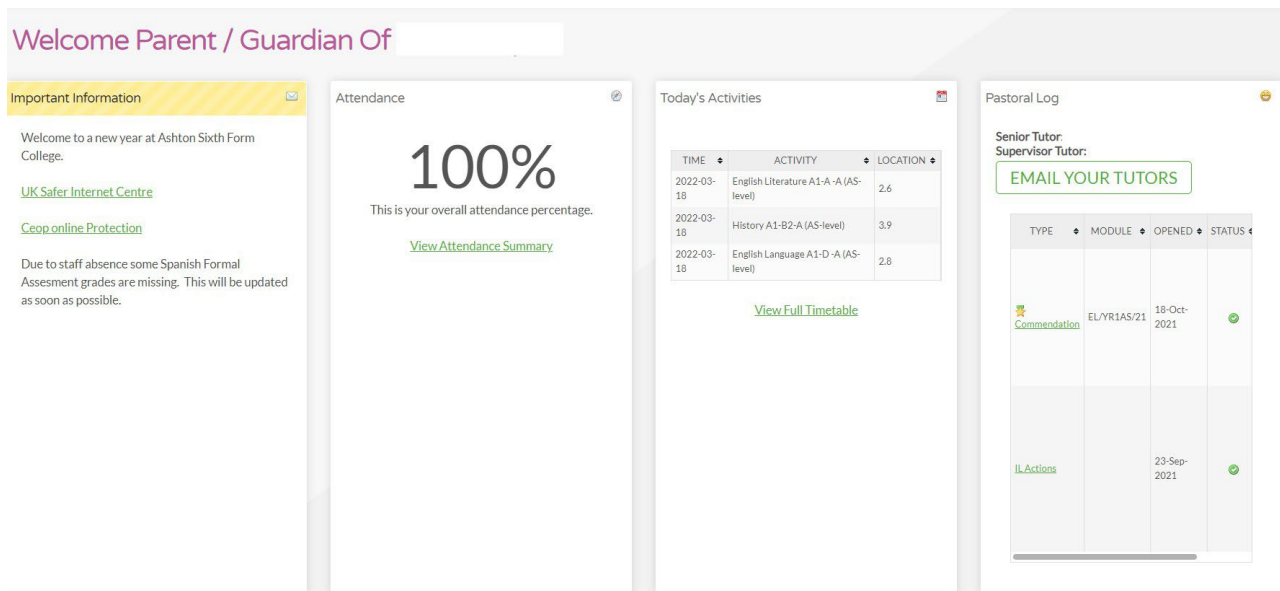 Welcome Parent / Guardian Of
Important Information
Welcome to a new year at Ashton Sixth Form
College.
UK Safer Internet Centre
Ceop online Protection
Due to staff absence some Spanish Formal
Assesment grades are missing. This will be updated
as soon as possible.
Attendance
100%
This is your overall attendance percentage.
View Attendance Summary
Today's Activities
TIME ACTIVITY LOCATION
2022-03- English Literature A1-A -A (AS-
18 level) 2.6
2022-03-
18 History A1-B2-A (AS-level) 3.9
2022-03- English Language A1-D -A (AS-
18 level) 2.8
View Full Timetable
Pastoral Log
Senior Tutor:
Supervisor Tutor:
EMAIL YOUR TUTORS
TYPE MODULE OPENED STATUS
Commendation EL/YR1AS/21 18-Oct-
2021
IL Actions 23-Sep-
2021